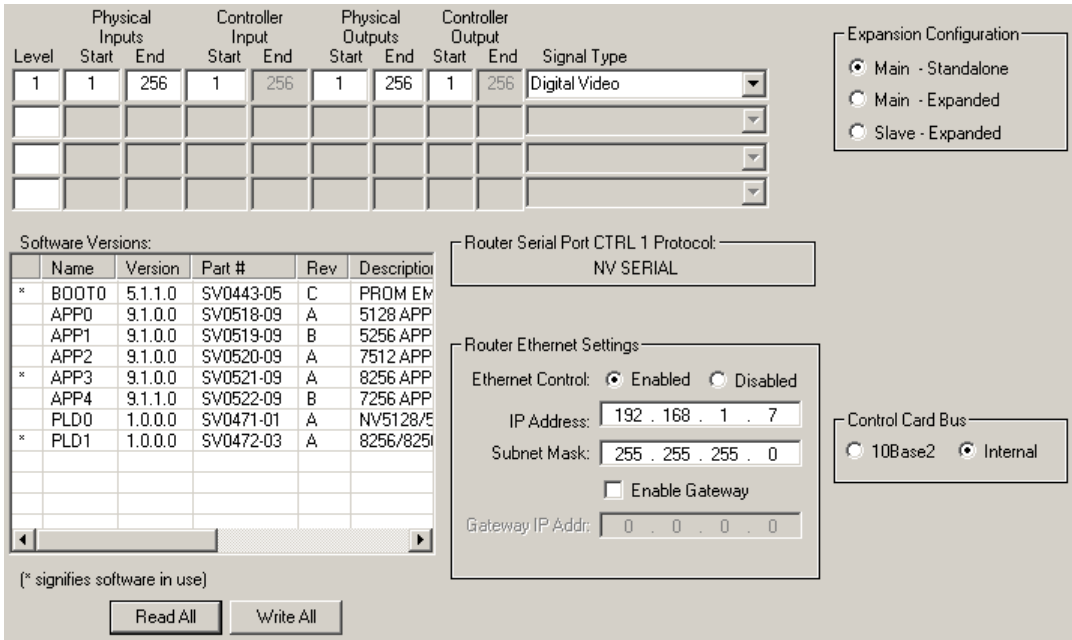 Physical Inputs Controller Input Physical Outputs Controller Output
Level Start End Start End Start End Start End Signal Type
1 1 256 1 256 1 256 1 256 Digital Video
Expansion Configuration
Main - Standalone
Main - Expanded
Slave - Expanded
Software Versions:
Name Version Part # Rev Description
* BOOT0 5.1.1.0 SV0443-05 C PROM EM
APP0 9.1.0.0 SV0518-09 A 5128 APP
APP1 9.1.0.0 SV0519-09 B 5256 APP
APP2 9.1.0.0 SV0520-09 A 7512 APP
* APP3 9.1.0.0 SV0521-09 A 8256 APP
APP4 9.1.1.0 SV0522-09 B 7256 APP
PLD0 1.0.0.0 SV0471-01 A NV5128/5
* PLD1 1.0.0.0 SV0472-03 A 8256/825
(* signifies software in use)
Read All Write All
Router Serial Port CTRL 1 Protocol:
NV SERIAL
Router Ethernet Settings
Ethernet Control: Enabled Disabled
IP Address: 192 . 168 . 1 . 7
Subnet Mask: 255 . 255 . 255 . 0
Enable Gateway
Gateway IP Addr: 0 . 0 . 0 . 0
Control Card Bus
10Base2 Internal